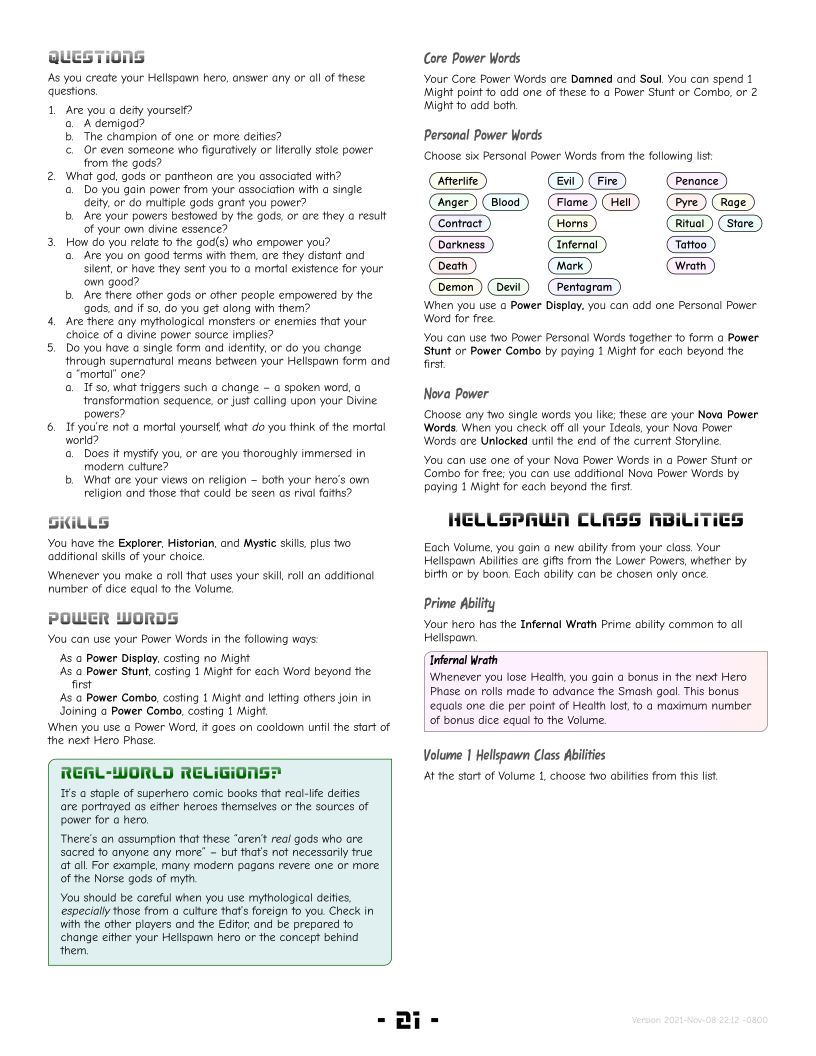 QUESTIONS
As you create your Hellspawn hero, answer any or all of these
questions.
1. Are you a deity yourself?
a. A demigod?
b. The champion of one or more deities?
c. Or even someone who figuratively or literally stole power
from the gods?
2. What god, gods or pantheon are you associated with?
a. Do you gain power from your association with a single
deity, or do multiple gods grant you power?
b. Are your powers bestowed by the gods, or are they a result
of your own divine essence?
3. How do you relate to the god(s) who empower you?
a. Are you on good terms with them, are they distant and
silent, or have they sent you to a mortal existence for your
own good?
b. Are there other gods or other people empowered by the
gods, and if so, do you get along with them?
4. Are there any mythological monsters or enemies that your
choice of a divine power source implies?
5. Do you have a single form and identity, or do you change
through supernatural means between your Hellspawn form and
a “mortal” one?
a. If so, what triggers such a change – a spoken word, a
transformation sequence, or just calling upon your Divine
powers?
6. If you’re not a mortal yourself, what do you think of the mortal
world?
a. Does it mystify you, or are you thoroughly immersed in
modern culture?
b. What are your views on religion – both your hero’s own
religion and those that could be seen as rival faiths?
SKILLS
You have the Explorer, Historian, and Mystic skills, plus two
additional skills of your choice.
Whenever you make a roll that uses your skill, roll an additional
number of dice equal to the Volume.
POWER WORDS
You can use your Power Words in the following ways:
As a Power Display, costing no Might
As a Power Stunt, costing 1 Might for each Word beyond the
first
As a Power Combo, costing 1 Might and letting others join in
Joining a Power Combo, costing 1 Might.
When you use a Power Word, it goes on cooldown until the start of
the next Hero Phase.
REAL-WORLD RELIGIONS?
It’s a staple of superhero comic books that real-life deities
are portrayed as either heroes themselves or the sources of
power for a hero.
There’s an assumption that these “aren’t real gods who are
sacred to anyone any more” – but that’s not necessarily true
at all. For example, many modern pagans revere one or more
of the Norse gods of myth.
You should be careful when you use mythological deities,
especially those from a culture that’s foreign to you. Check in
with the other players and the Editor, and be prepared to
change either your Hellspawn hero or the concept behind
them.
Core Power Words
Your Core Power Words are Damned and Soul. You can spend 1
Might point to add one of these to a Power Stunt or Combo, or 2
Might to add both.
Personal Power Words
Choose six Personal Power Words from the following list:
Afterlife Evil Fire Penance
Anger Blood Flame Hell Pyre Rage
Contract Horns Ritual Stare
Darkness Infernal Tattoo
Death Mark Wrath
Demon Devil Pentagram
When you use a Power Display, you can add one Personal Power
Word for free.
You can use two Power Personal Words together to form a Power
Stunt or Power Combo by paying 1 Might for each beyond the
first.
Nova Power
Choose any two single words you like; these are your Nova Power
Words. When you check off all your Ideals, your Nova Power
Words are Unlocked until the end of the current Storyline.
You can use one of your Nova Power Words in a Power Stunt or
Combo for free; you can use additional Nova Power Words by
paying 1 Might for each beyond the first.
HELLSPAWN CLASS ABILITIES
Each Volume, you gain a new ability from your class. Your
Hellspawn Abilities are gifts from the Lower Powers, whether by
birth or by boon. Each ability can be chosen only once.
Prime Ability
Your hero has the Infernal Wrath Prime ability common to all
Hellspawn.
Infernal Wrath
Whenever you lose Health, you gain a bonus in the next Hero
Phase on rolls made to advance the Smash goal. This bonus
equals one die per point of Health lost, to a maximum number
of bonus dice equal to the Volume.
Volume 1 Hellspawn Class Abilities
At the start of Volume 1, choose two abilities from this list.
- 21 -
Version 2021-Nov-08 22:12 -0800